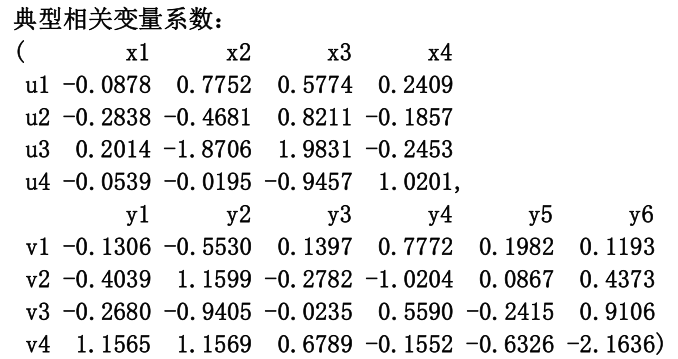 典型相关变量系数：
(        x1      x2      x3      x4
u1 -0.0878  0.7752  0.5774  0.2409
u2 -0.2838 -0.4681  0.8211 -0.1857
u3  0.2014 -1.8706  1.9831 -0.2453
u4 -0.0539 -0.0195 -0.9457  1.0201,
        y1      y2      y3      y4      y5      y6
v1 -0.1306 -0.5530  0.1397  0.7772  0.1982  0.1193
v2 -0.4039  1.1599 -0.2782 -1.0204  0.0867  0.4373
v3 -0.2680 -0.9405 -0.0235  0.5590 -0.2415  0.9106
v4  1.1565  1.1569  0.6789 -0.1552 -0.6326 -2.1636)